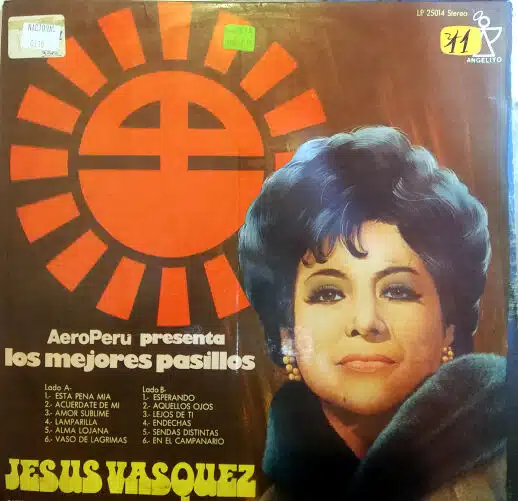 NACIONAL
LP 25014 Stereo
11
ANGELITO
AeroPeru presenta
los mejores pasillos
Lado A-
1.- ESTA PENA MIA
2.- ACUERDATE DE MI
3.- AMOR SUBLIME
4.- LAMPARILLA
5.- ALMA LOJANA
6.- VASO DE LAGRIMAS
Lado B-
1.- ESPERANDO
2.- AQUELLOS OJOS
3.- LEJOS DE TI
4.- ENDECHAS
5.- SENDAS DISTINTAS
6.- EN EL CAMPANARIO
JESUS VASQUEZ